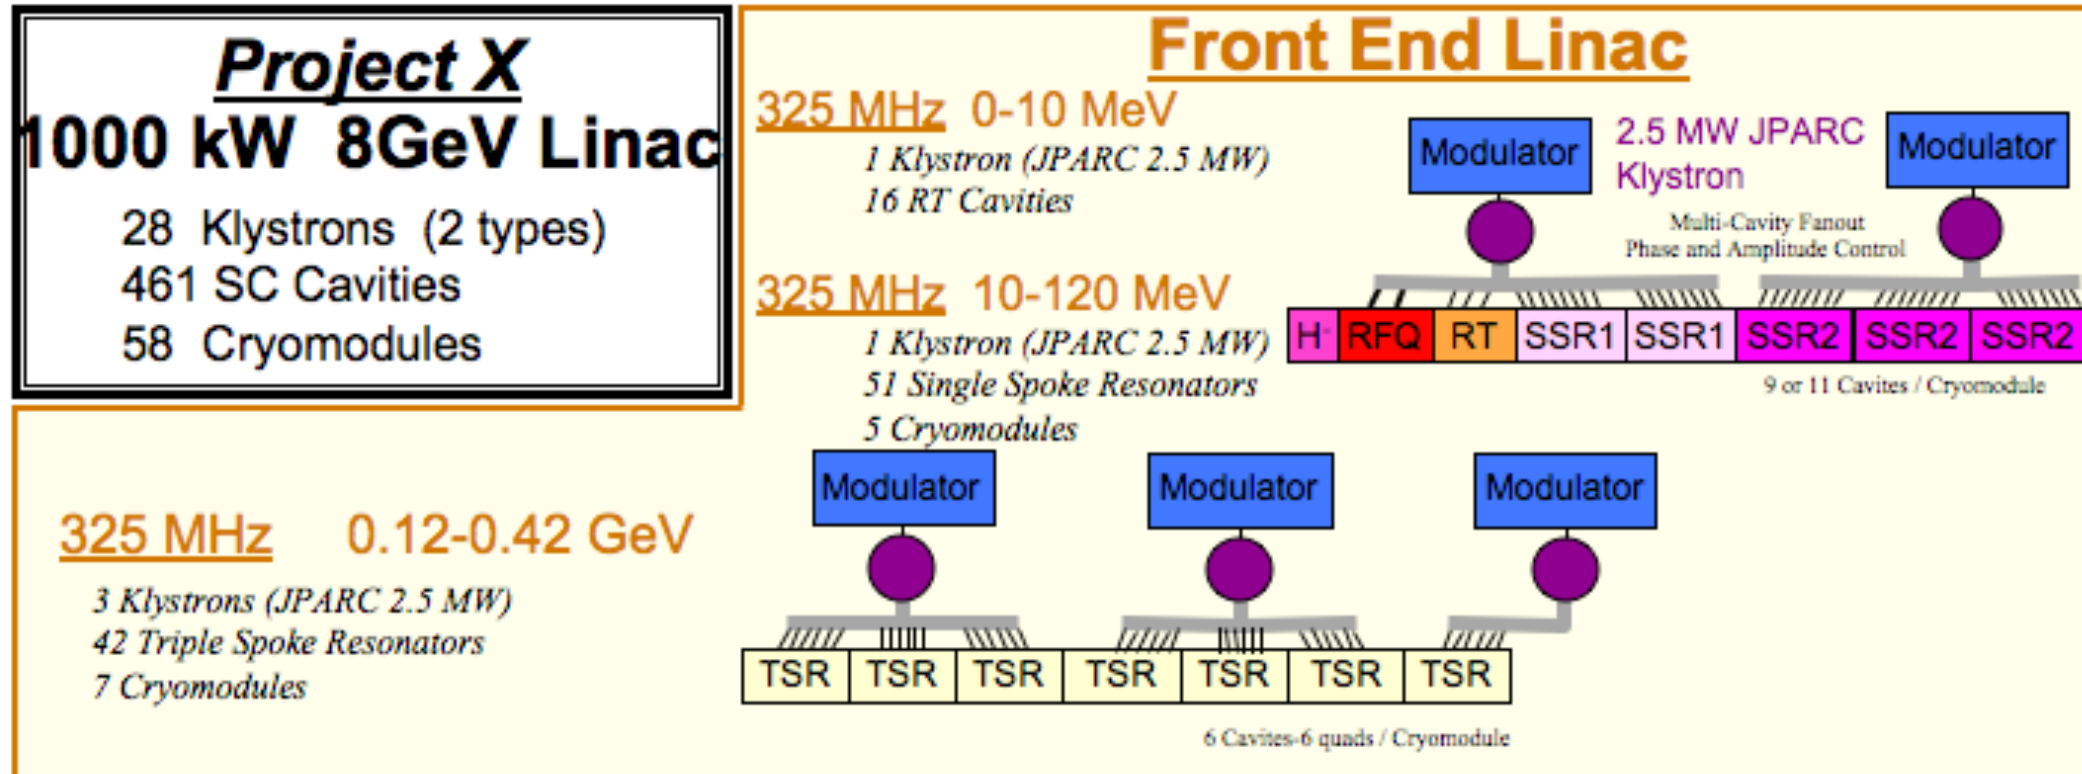 Project X
1000 kW 8GeV Linac
28 Klystrons (2 types)
461 SC Cavities
58 Cryomodules
Front End Linac
325 MHz 0-10 MeV
1 Klystron (JPARC 2.5 MW)
16 RT Cavities
Modulator
2.5 MW JPARC
Klystron
Modulator
Multi-Cavity Fanout
Phase and Amplitude Control
325 MHz 10-120 MeV
1 Klystron (JPARC 2.5 MW)
51 Single Spoke Resonators
5 Cryomodules
H- RFQ RT SSR1 SSR1 SSR2 SSR2 SSR2
9 or 11 Cavites / Cryomodule
325 MHz 0.12-0.42 GeV
3 Klystrons (JPARC 2.5 MW)
42 Triple Spoke Resonators
7 Cryomodules
Modulator Modulator Modulator
TSR TSR TSR TSR TSR TSR TSR
6 Cavites-6 quads / Cryomodule